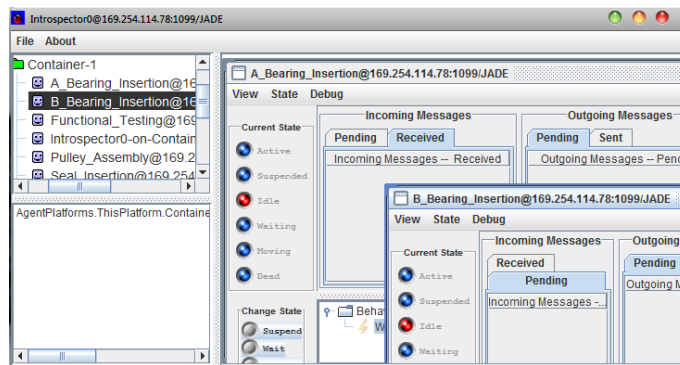 Introspector0@169.254.114.78:1099/JADE
File About
Container-1
A_Bearing_Insertion@16
B_Bearing_Insertion@16
Functional_Testing@169
Introspector0-on-Contain
Pulley_Assembly@169.2
Seal_Insertion@169.254
AgentPlatforms.ThisPlatform.Containe
A_Bearing_Insertion@169.254.114.78:1099/JADE
View State Debug
Current State
Active
Suspended
Idle
Waiting
Moving
Dead
Change State
Suspend
Wait
Incoming Messages
Pending Received
Incoming Messages -- Received
Outgoing Messages
Pending Sent
Outgoing Messages -- Pend
Beha
W
B_Bearing_Insertion@169.254.114.78:1099/JADE
View State Debug
Current State
Active
Suspended
Idle
Waiting
Incoming Messages
Received
Pending
Incoming Messages -...
Outgoing
Pending
Outgoing M